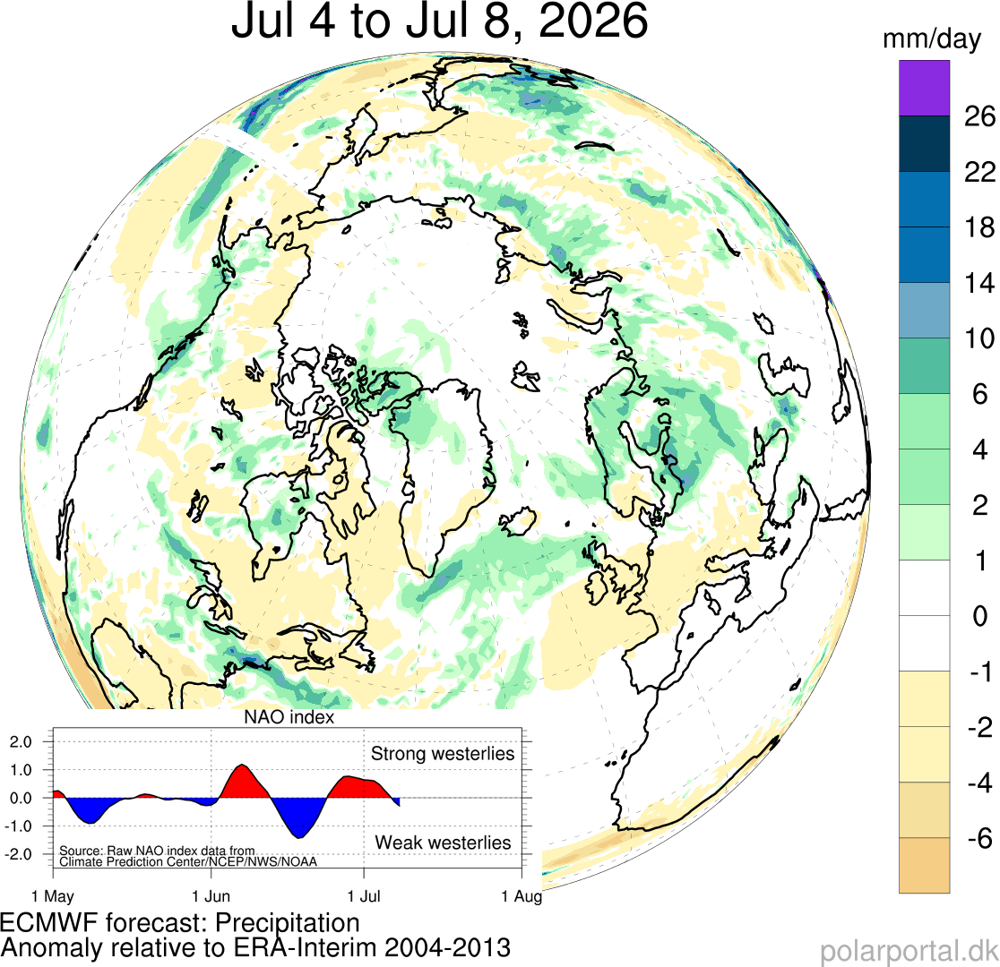 Jul 4 to Jul 8, 2026
mm/day
26
22
18
14
10
6
4
2
1
0
-1
-2
-4
-6
NAO index
2.0
1.0
0.0
-1.0
-2.0
Strong westerlies
Weak westerlies
Source: Raw NAO index data from
Climate Prediction Center/NCEP/NWS/NOAA
1 May
1 Jun
1 Jul
1 Aug
ECMWF forecast: Precipitation
Anomaly relative to ERA-Interim 2004-2013
polarportal.dk